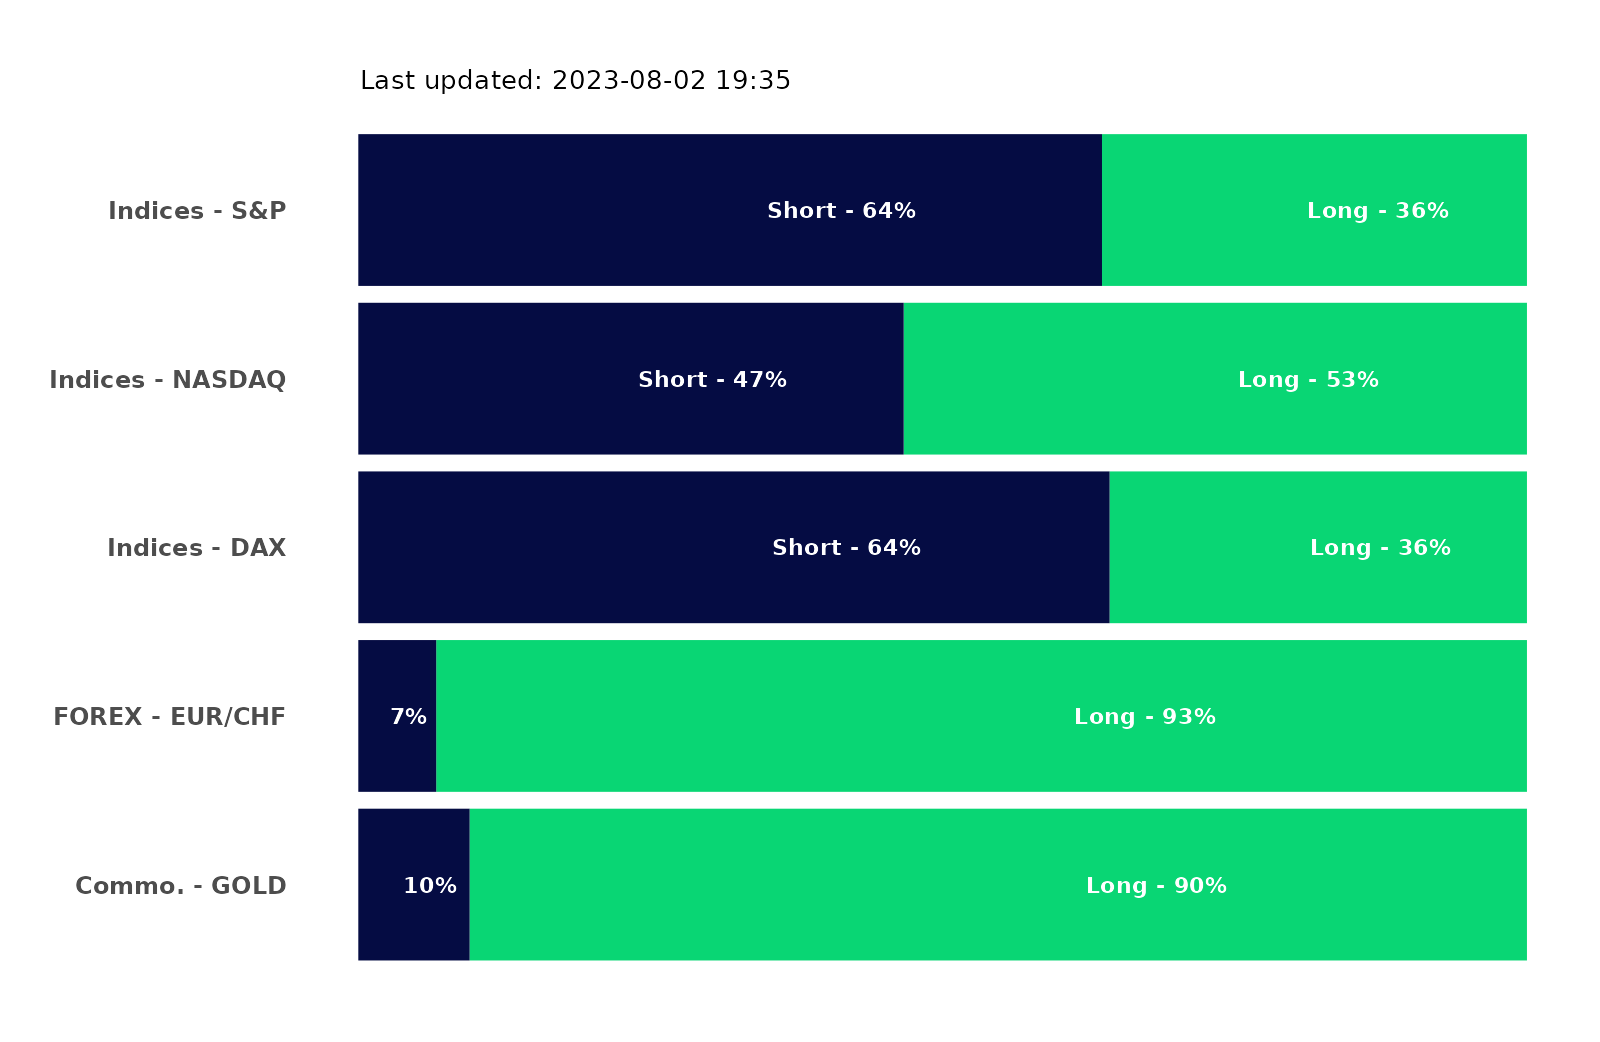 Last updated: 2023-08-02 19:35
Indices - S&P Short - 64% Long - 36%
Indices - NASDAQ Short - 47% Long - 53%
Indices - DAX Short - 64% Long - 36%
FOREX - EUR/CHF 7% Long - 93%
Commo. - GOLD 10% Long - 90%